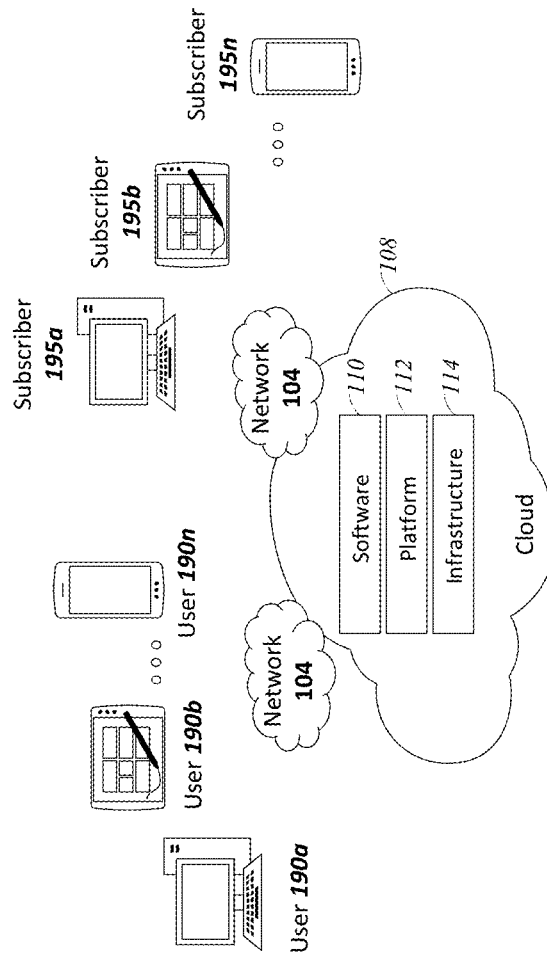 Subscriber
195a
Subscriber
195b
Subscriber
195n
User 190a
User 190b
User 190n
Network
104
Network
104
108
Software
110
Platform
112
Infrastructure
114
Cloud